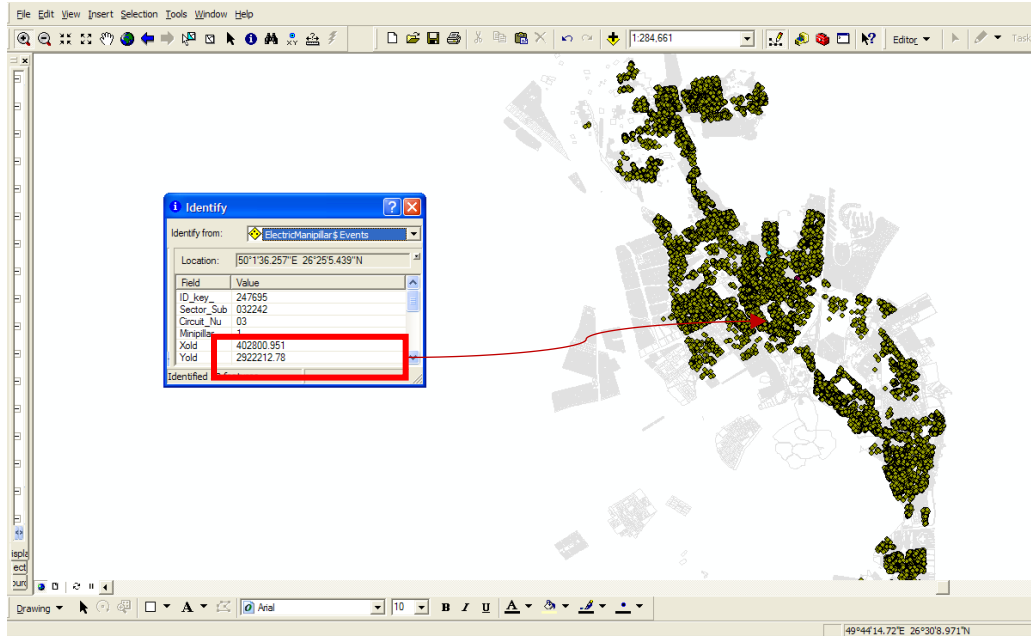 File Edit View Insert Selection Tools Window Help
1:284,661 Editor Task
Identify
Identify from: ElectricManipillar$ Events
Location: 50°1'36.257"E 26°25'5.439"N
Field Value
ID_key_ 247695
Sector_Sub 032242
Circuit_Nu 03
Minipillar 1
Xold 402800.951
Yold 2922212.78
Identified
Drawing A Arial 10 B I U A
49°44'14.72"E 26°30'8.971"N